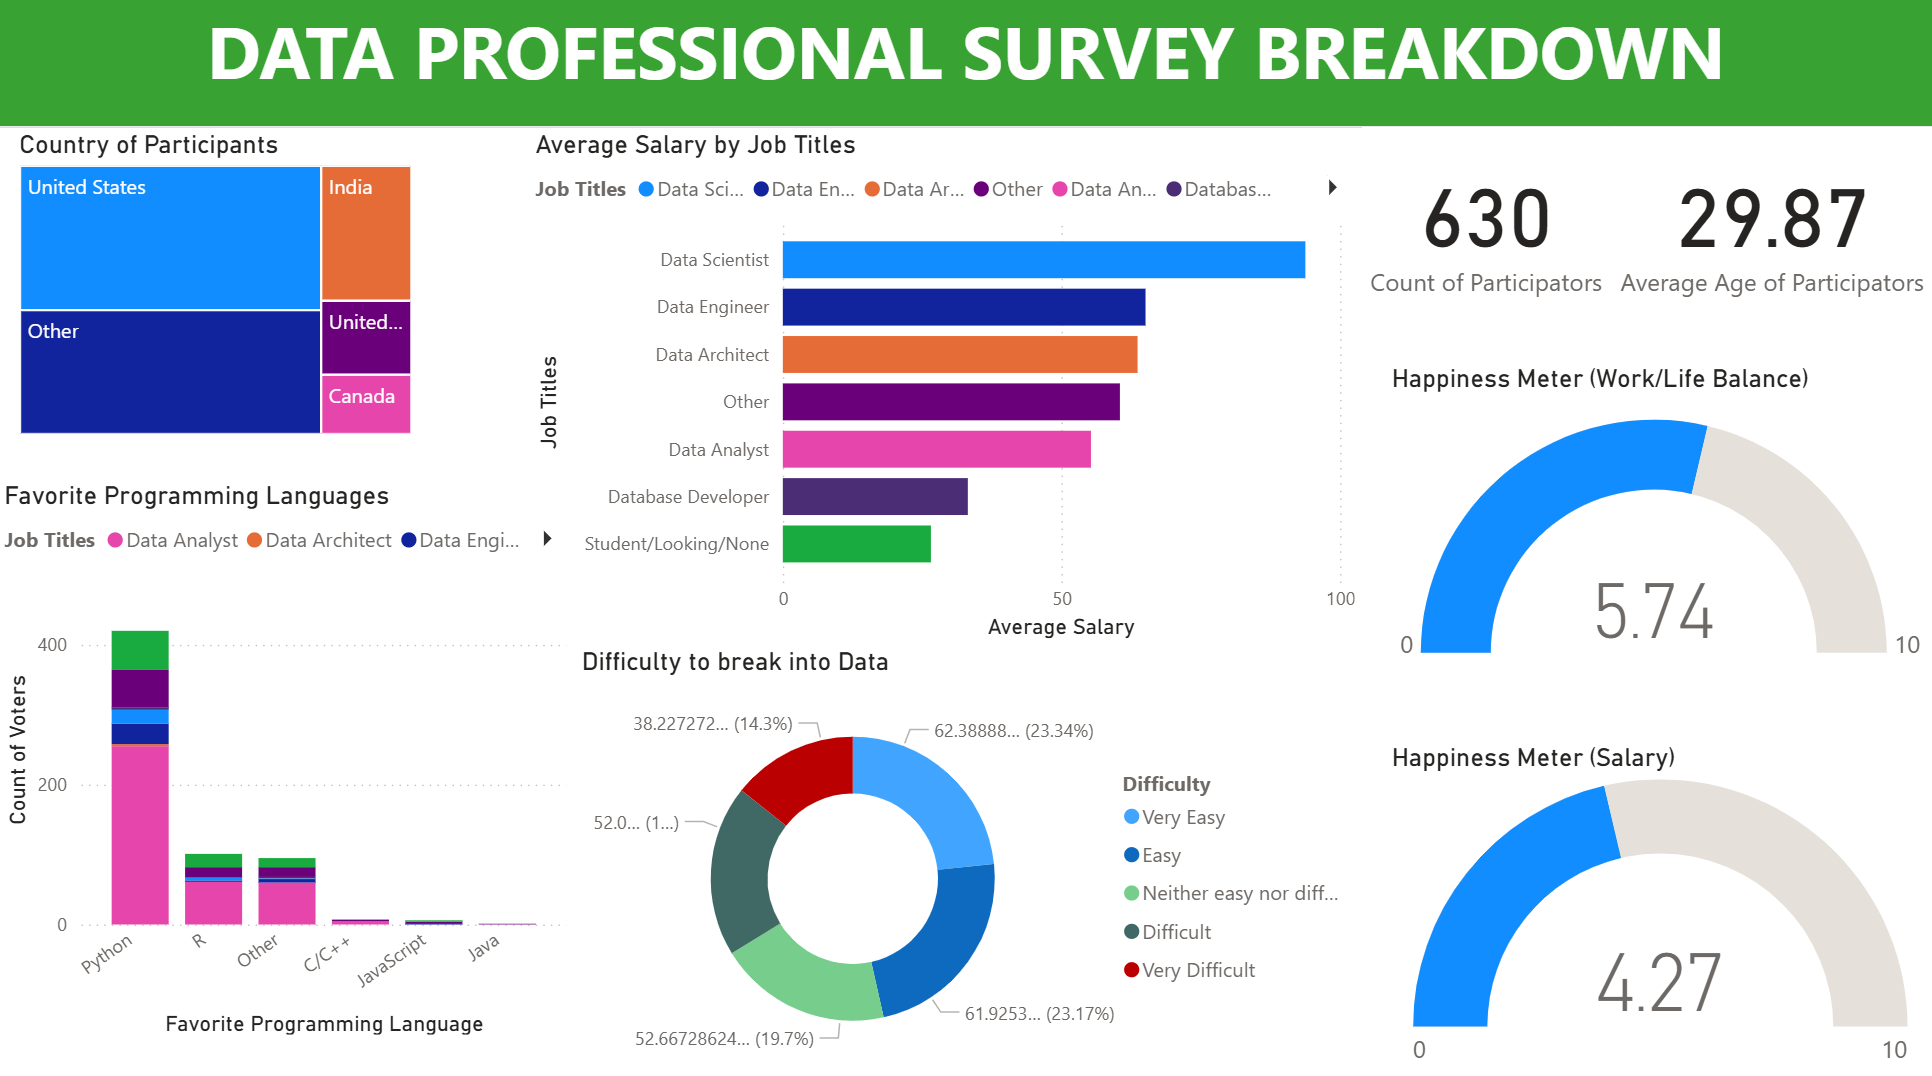 DATA PROFESSIONAL SURVEY BREAKDOWN
Country of Participants
United States
India
Other
United...
Canada
Average Salary by Job Titles
Job Titles Data Sci... Data En... Data Ar... Other Data An... Databas...
Job Titles
Data Scientist
Data Engineer
Data Architect
Other
Data Analyst
Database Developer
Student/Looking/None
0 50 100
Average Salary
630
Count of Participators
29.87
Average Age of Participators
Happiness Meter (Work/Life Balance)
5.74
0 10
Favorite Programming Languages
Job Titles Data Analyst Data Architect Data Engi...
Count of Voters
400
200
0
Python R Other C/C++ JavaScript Java
Favorite Programming Language
Difficulty to break into Data
38.227272... (14.3%)
62.38888... (23.34%)
52.0... (1...)
61.9253... (23.17%)
52.66728624... (19.7%)
Difficulty
Very Easy
Easy
Neither easy nor diff...
Difficult
Very Difficult
Happiness Meter (Salary)
4.27
0 10